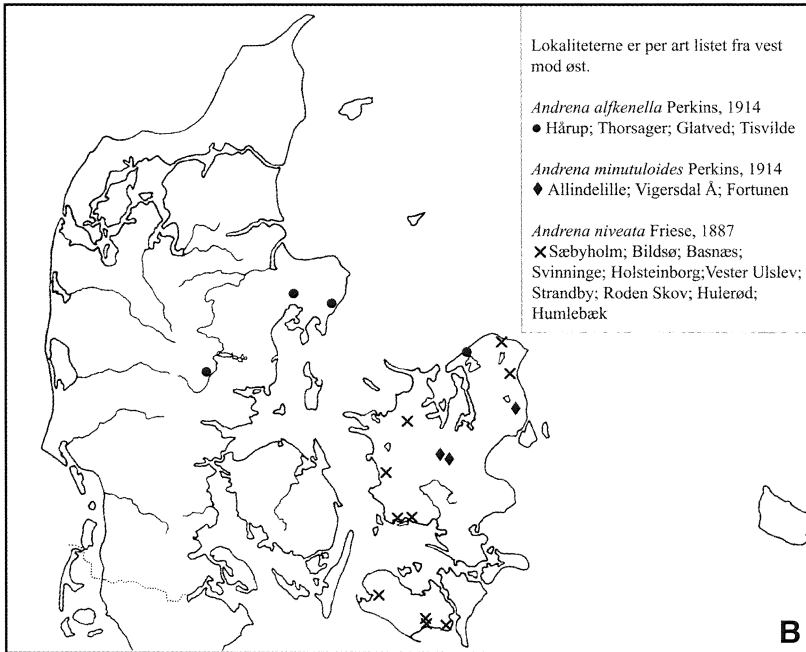 Lokaliteterne er per art listet fra vest
mod øst.
Andrena alfkenella Perkins, 1914
● Hårup; Thorsager; Glatved; Tisvilde
Andrena minutuloides Perkins, 1914
♦ Allindelille; Vigersdal Å; Fortunen
Andrena niveata Friese, 1887
✕ Sæbyholm; Bildsø; Basnæs;
Svinninge; Holsteinborg;Vester Ulslev;
Strandby; Roden Skov; Hulerød;
Humlebæk
B